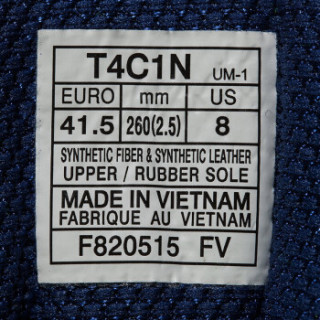 T4C1N UM-1
EURO mm US
41.5 260(2.5) 8
SYNTHETIC FIBER & SYNTHETIC LEATHER
UPPER / RUBBER SOLE
MADE IN VIETNAM
FABRIQUE AU VIETNAM
F820515 FV